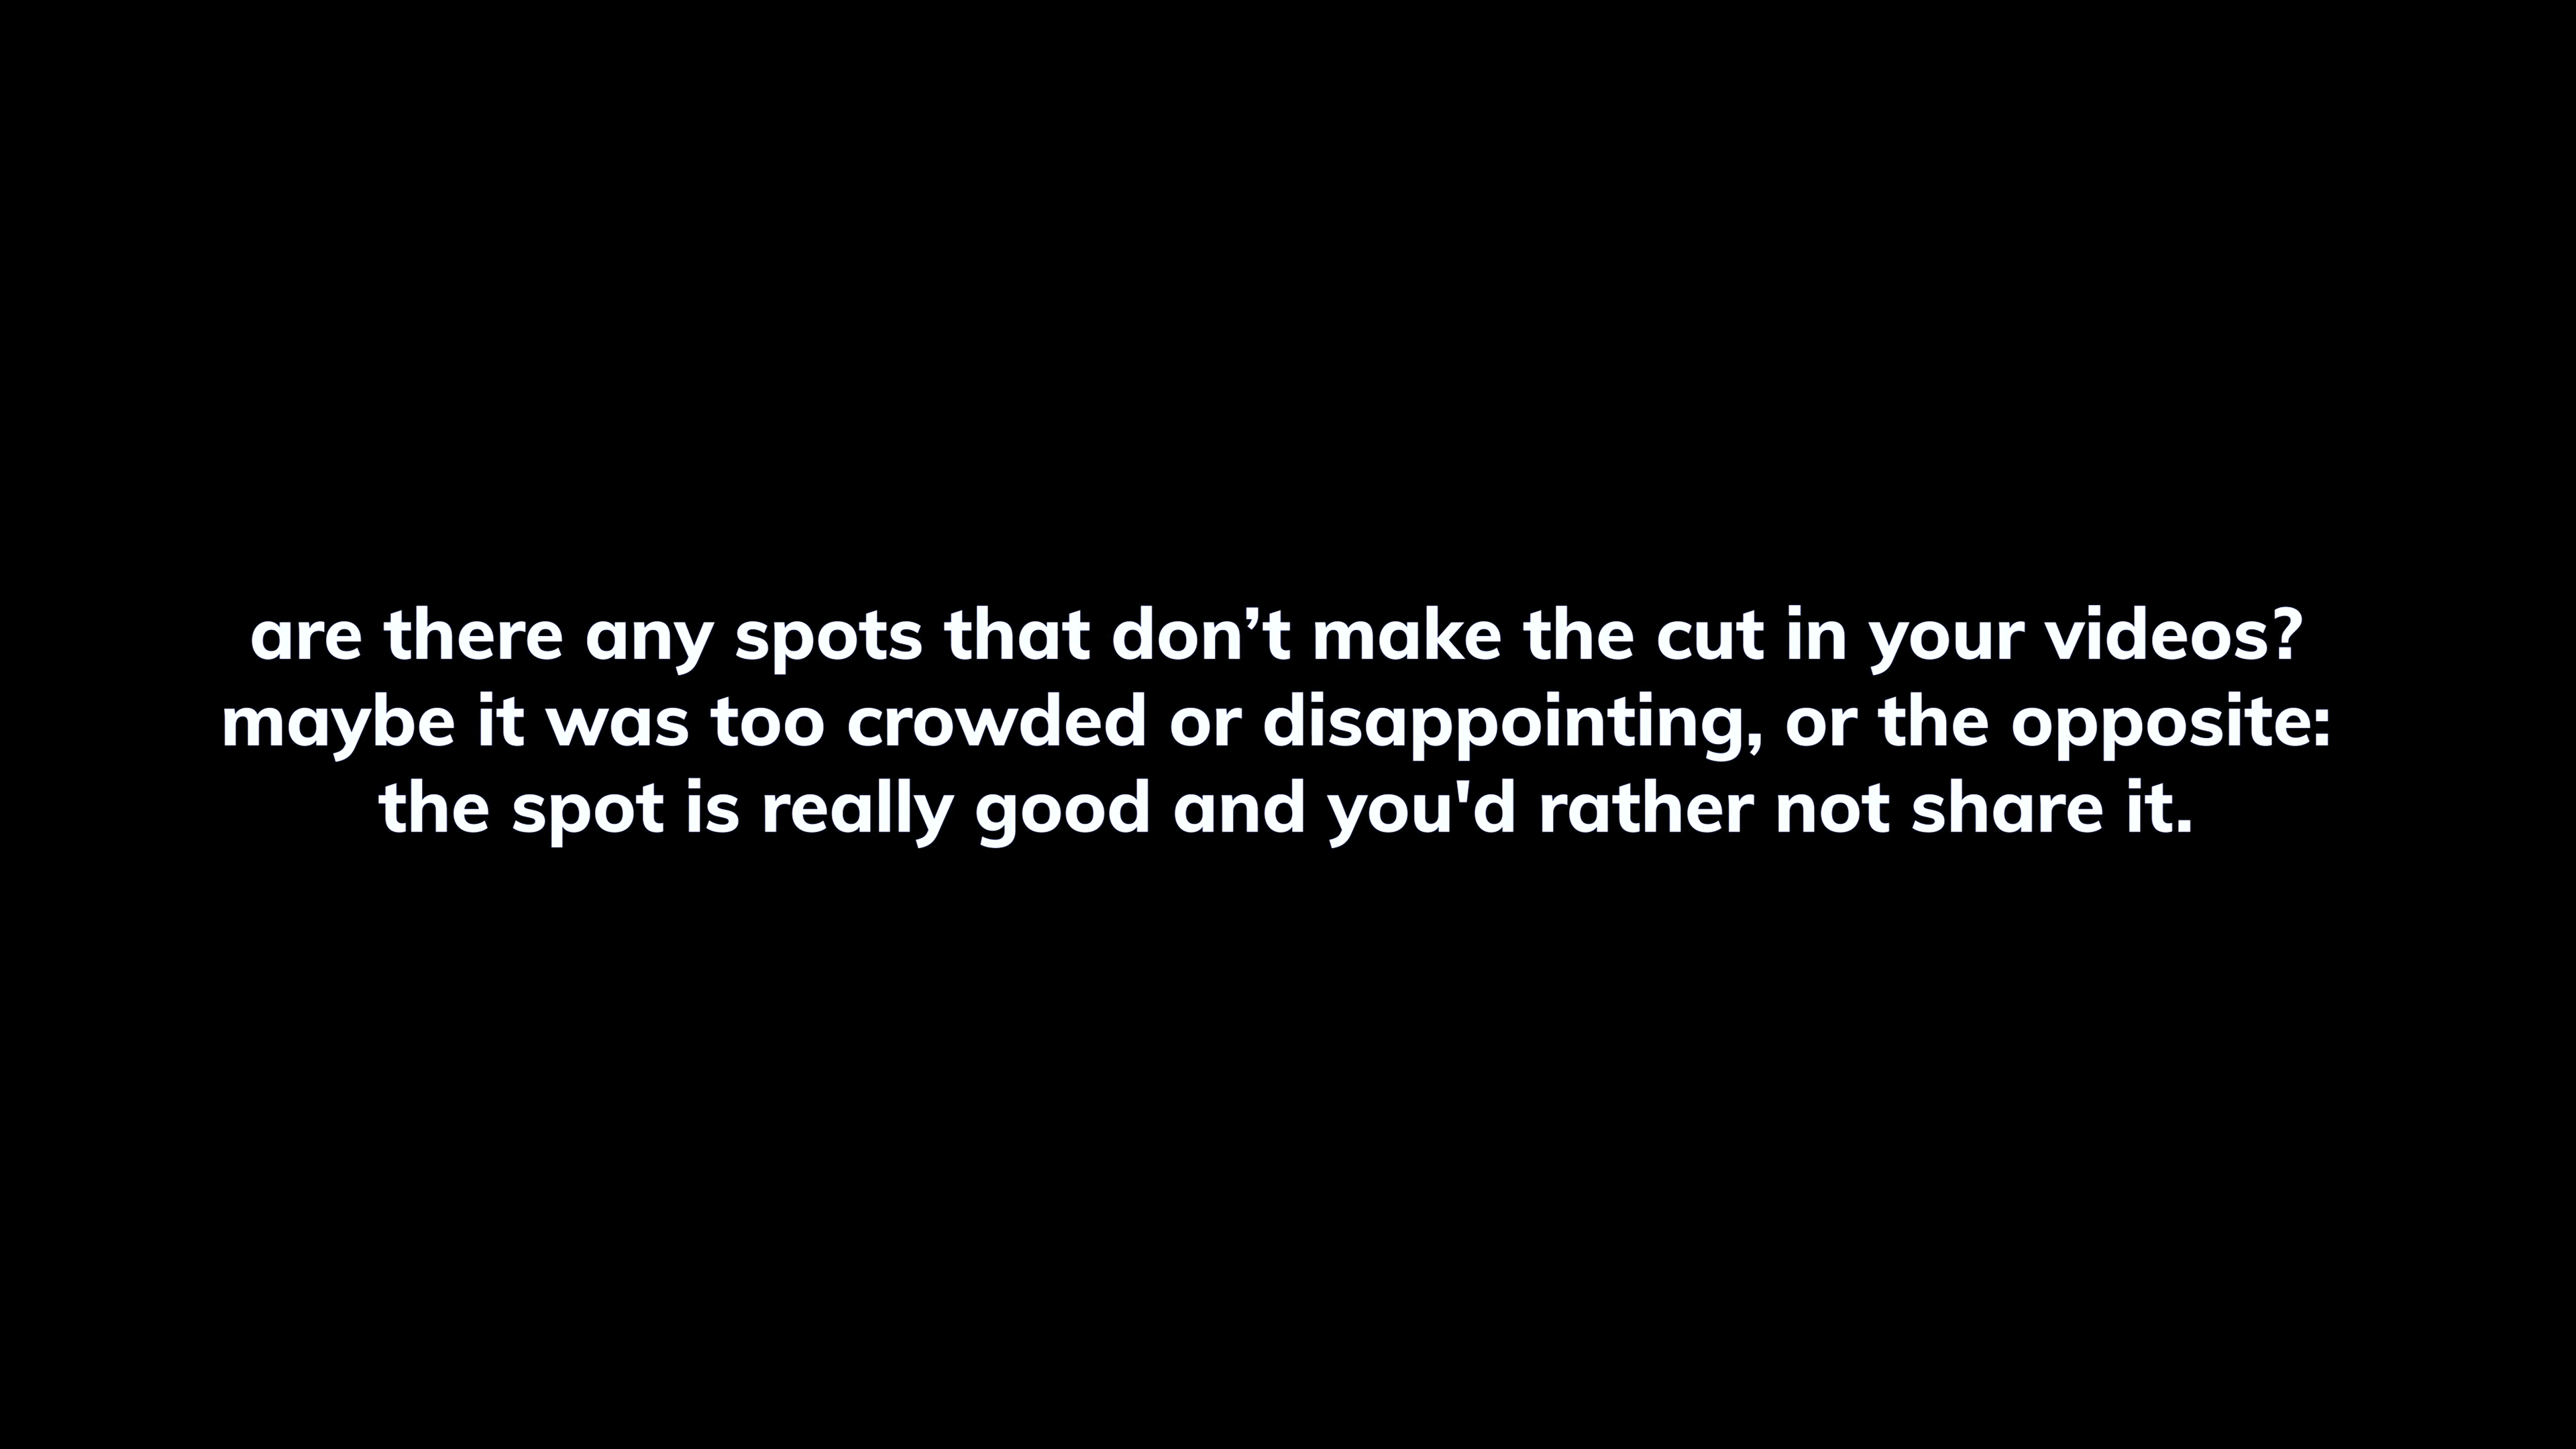 are there any spots that don’t make the cut in your videos?
maybe it was too crowded or disappointing, or the opposite:
the spot is really good and you'd rather not share it.